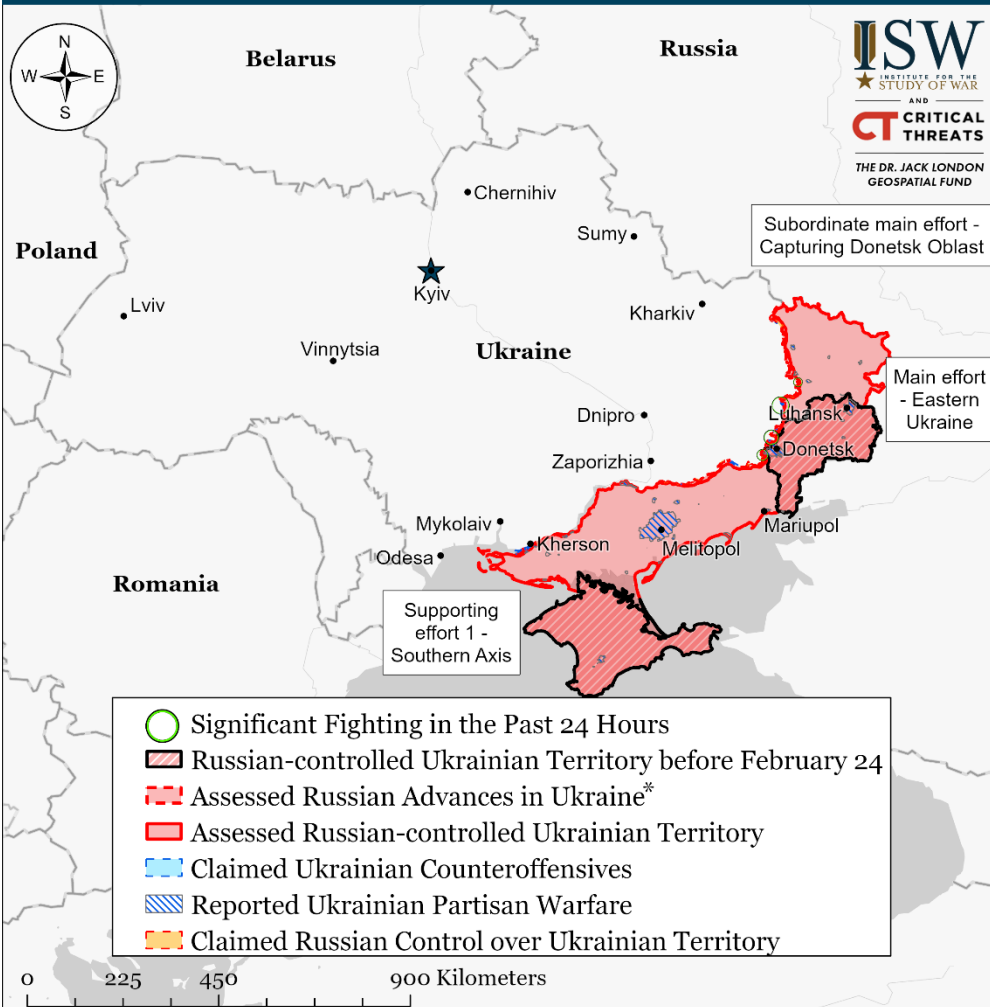 N
W
E
S
Belarus
Russia
ISW
INSTITUTE FOR THE
STUDY OF WAR
AND
CT CRITICAL
THREATS
THE DR. JACK LONDON
GEOSPATIAL FUND
Chernihiv
Sumy
Subordinate main effort -
Capturing Donetsk Oblast
Poland
Kyiv
Lviv
Kharkiv
Vinnytsia
Ukraine
Main effort
- Eastern
Ukraine
Dnipro
Luhansk
Donetsk
Zaporizhia
Mykolaiv
Mariupol
Kherson
Melitopol
Odesa
Romania
Supporting
effort 1 -
Southern Axis
Significant Fighting in the Past 24 Hours
Russian-controlled Ukrainian Territory before February 24
Assessed Russian Advances in Ukraine*
Assessed Russian-controlled Ukrainian Territory
Claimed Ukrainian Counteroffensives
Reported Ukrainian Partisan Warfare
Claimed Russian Control over Ukrainian Territory
0 225 450 900 Kilometers